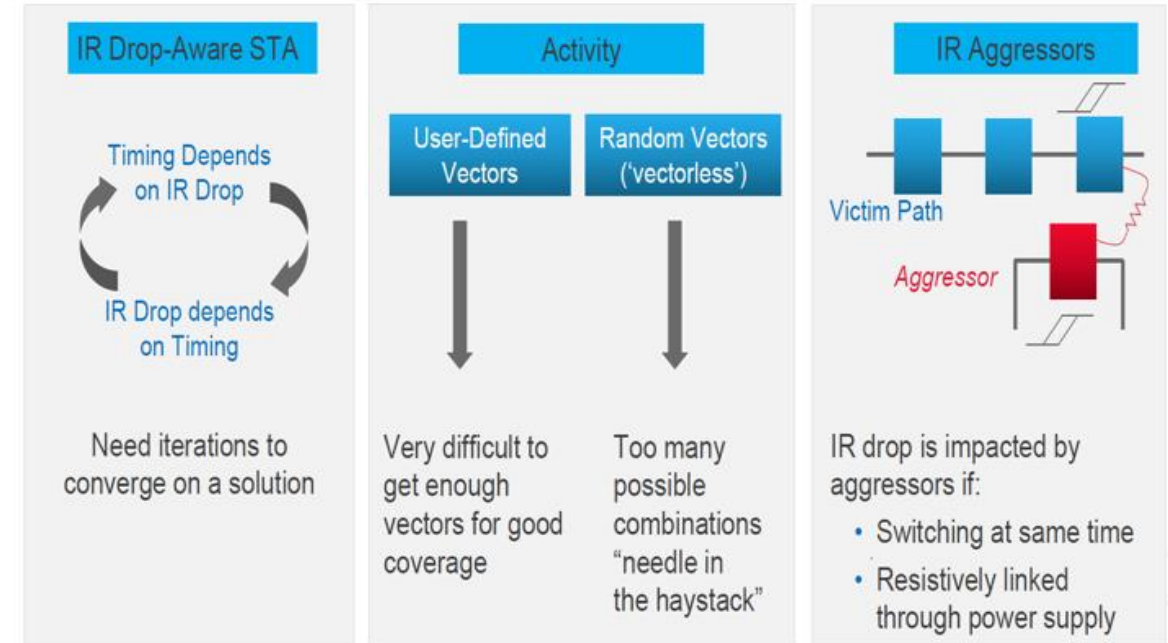 IR Drop-Aware STA
Timing Depends
on IR Drop
IR Drop depends
on Timing
Need iterations to
converge on a solution
Activity
User-Defined
Vectors
Very difficult to
get enough
vectors for good
coverage
Random Vectors
(‘vectorless’)
Too many
possible
combinations
“needle in
the haystack”
IR Aggressors
Victim Path
Aggressor
IR drop is impacted by
aggressors if:
• Switching at same time
• Resistively linked
through power supply